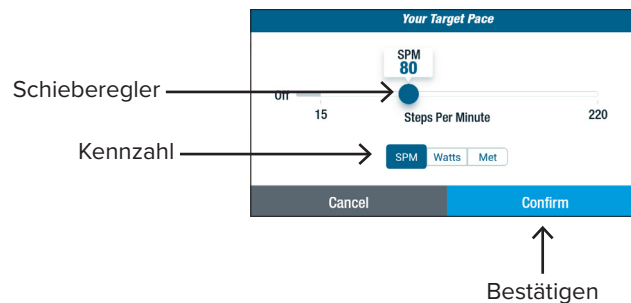 Your Target Pace
SPM
80
Schieberegler
Off
15
Steps Per Minute
220
Kennzahl
SPM Watts Met
Cancel
Confirm
Bestätigen